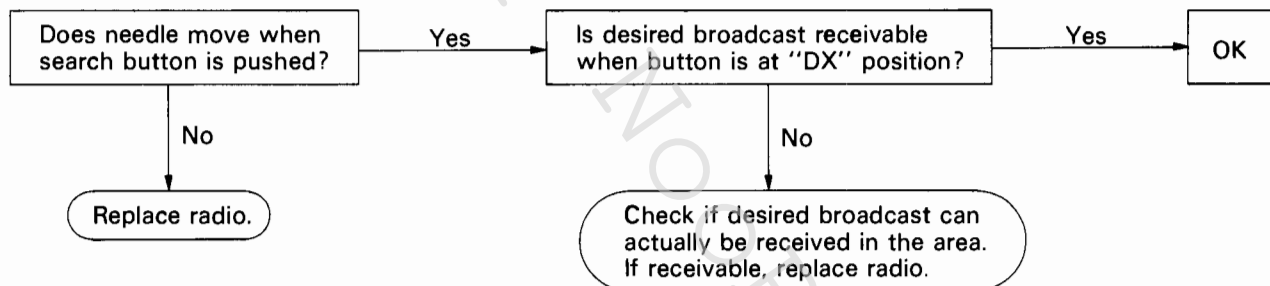 Does needle move when
search button is pushed?
Yes
Is desired broadcast receivable
when button is at "DX" position?
Yes
OK
No
No
Replace radio.
Check if desired broadcast can
actually be received in the area.
If receivable, replace radio.